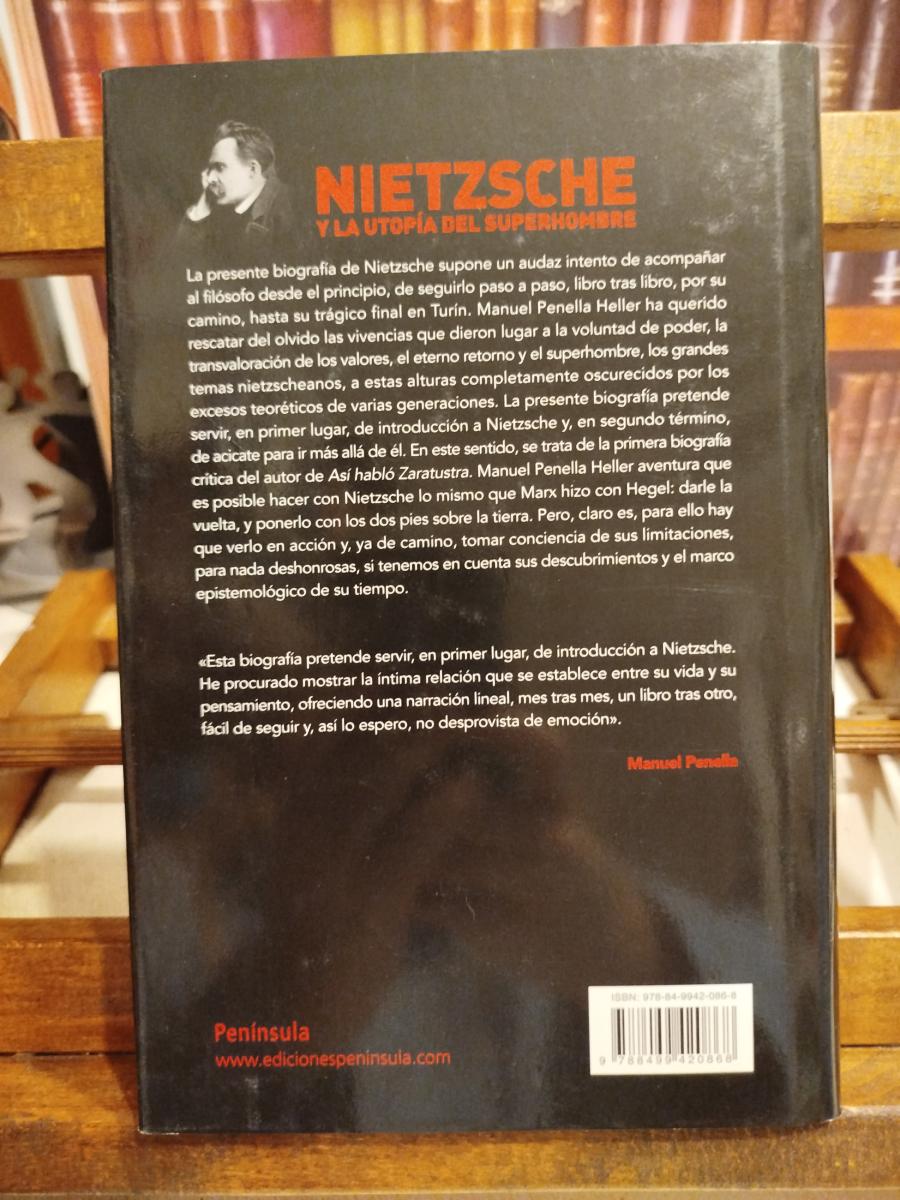 NIETZSCHE
Y LA UTOPÍA DEL SUPERHOMBRE
La presente biografía de Nietzsche supone un audaz intento de acompañar
al filósofo desde el principio, de seguirlo paso a paso, libro tras libro, por su
camino, hasta su trágico final en Turín. Manuel Penella Heller ha querido
rescatar del olvido las vivencias que dieron lugar a la voluntad de poder, la
transvaloración de los valores, el eterno retorno y el superhombre, los grandes
temas nietzscheanos, a estas alturas completamente oscurecidos por los
excesos teoréticos de varias generaciones. La presente biografía pretende
servir, en primer lugar, de introducción a Nietzsche y, en segundo término,
de acicate para ir más allá de él. En este sentido, se trata de la primera biografía
crítica del autor de Así habló Zaratustra. Manuel Penella Heller aventura que
es posible hacer con Nietzsche lo mismo que Marx hizo con Hegel: darle la
vuelta, y ponerlo con los dos pies sobre la tierra. Pero, claro es, para ello hay
que verlo en acción y, ya de camino, tomar conciencia de sus limitaciones,
para nada deshonrosas, si tenemos en cuenta sus descubrimientos y el marco
epistemológico de su tiempo.
«Esta biografía pretende servir, en primer lugar, de introducción a Nietzsche.
He procurado mostrar la íntima relación que se establece entre su vida y su
pensamiento, ofreciendo una narración lineal, mes tras mes, un libro tras otro,
fácil de seguir y, así lo espero, no desprovista de emoción».
Manuel Penella
ISBN: 978-84-9942-086-8
9 788499 420868
Península
www.edicionespeninsula.com